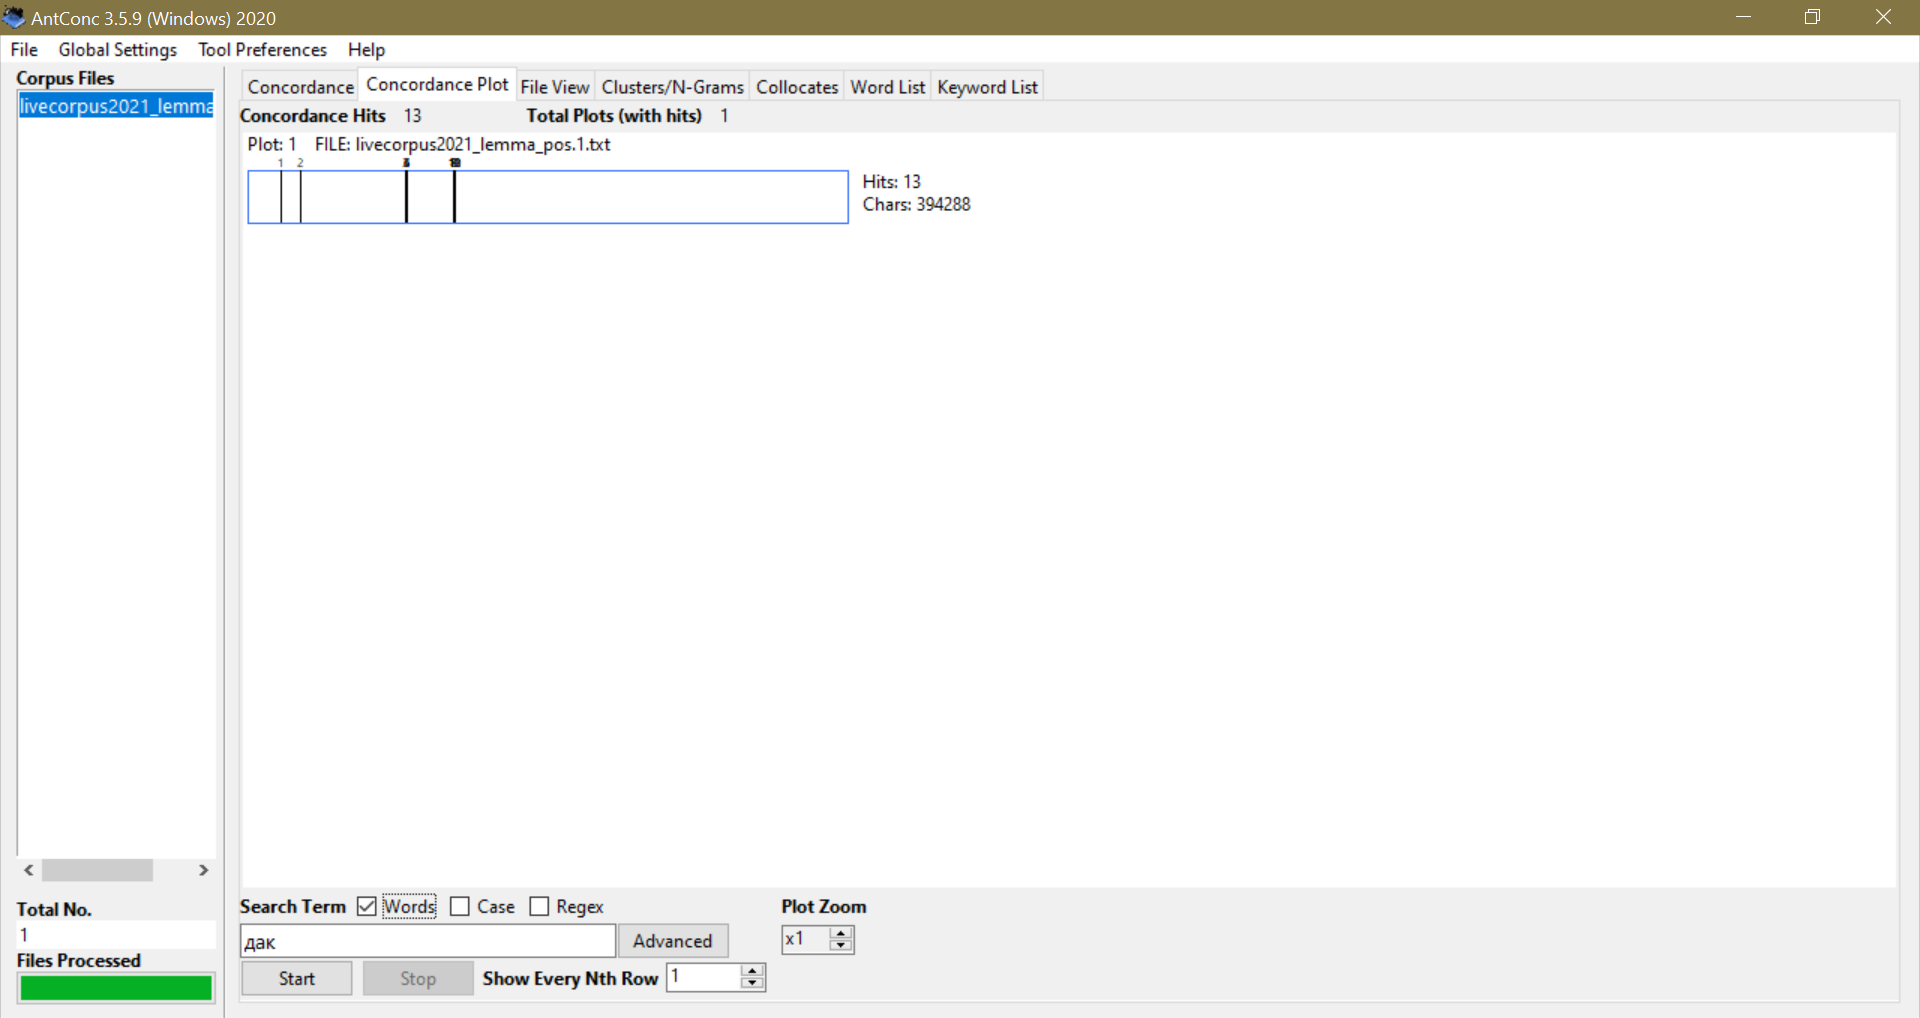 AntConc 3.5.9 (Windows) 2020
File Global Settings Tool Preferences Help
Corpus Files
livecorpus2021_lemma
Concordance Concordance Plot File View Clusters/N-Grams Collocates Word List Keyword List
Concordance Hits 13 Total Plots (with hits) 1
Plot: 1 FILE: livecorpus2021_lemma_pos.1.txt
1 2
Hits: 13
Chars: 394288
Total No.
1
Files Processed
Search Term Words Case Regex Plot Zoom
дак Advanced x1
Start Stop Show Every Nth Row 1